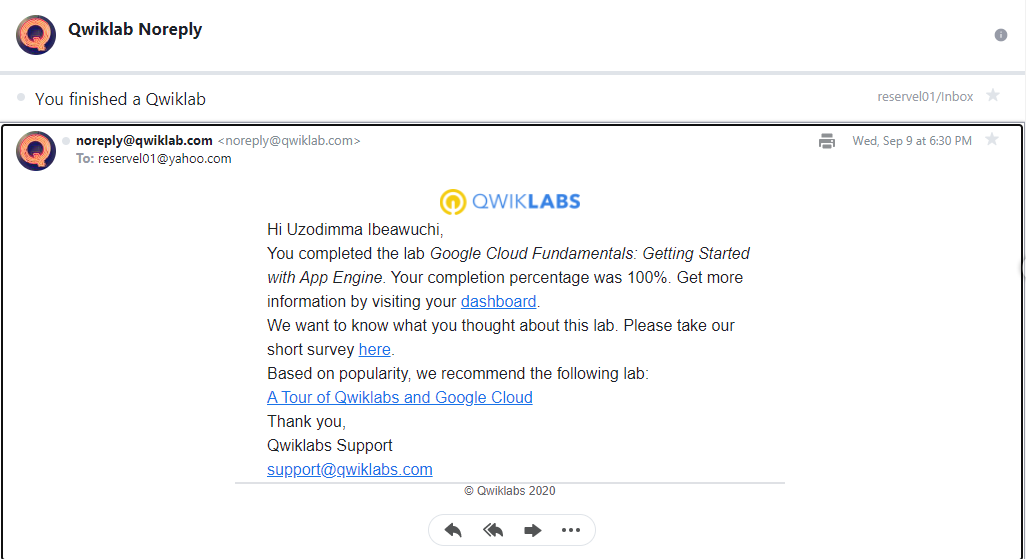 Qwiklab Noreply
You finished a Qwiklab
reservel01/Inbox
noreply@qwiklab.com <noreply@qwiklab.com>
Wed, Sep 9 at 6:30 PM
To: reservel01@yahoo.com
QWIKLABS
Hi Uzodimma Ibeawuchi,
You completed the lab Google Cloud Fundamentals: Getting Started
with App Engine. Your completion percentage was 100%. Get more
information by visiting your dashboard.
We want to know what you thought about this lab. Please take our
short survey here.
Based on popularity, we recommend the following lab:
A Tour of Qwiklabs and Google Cloud
Thank you,
Qwiklabs Support
support@qwiklabs.com
© Qwiklabs 2020